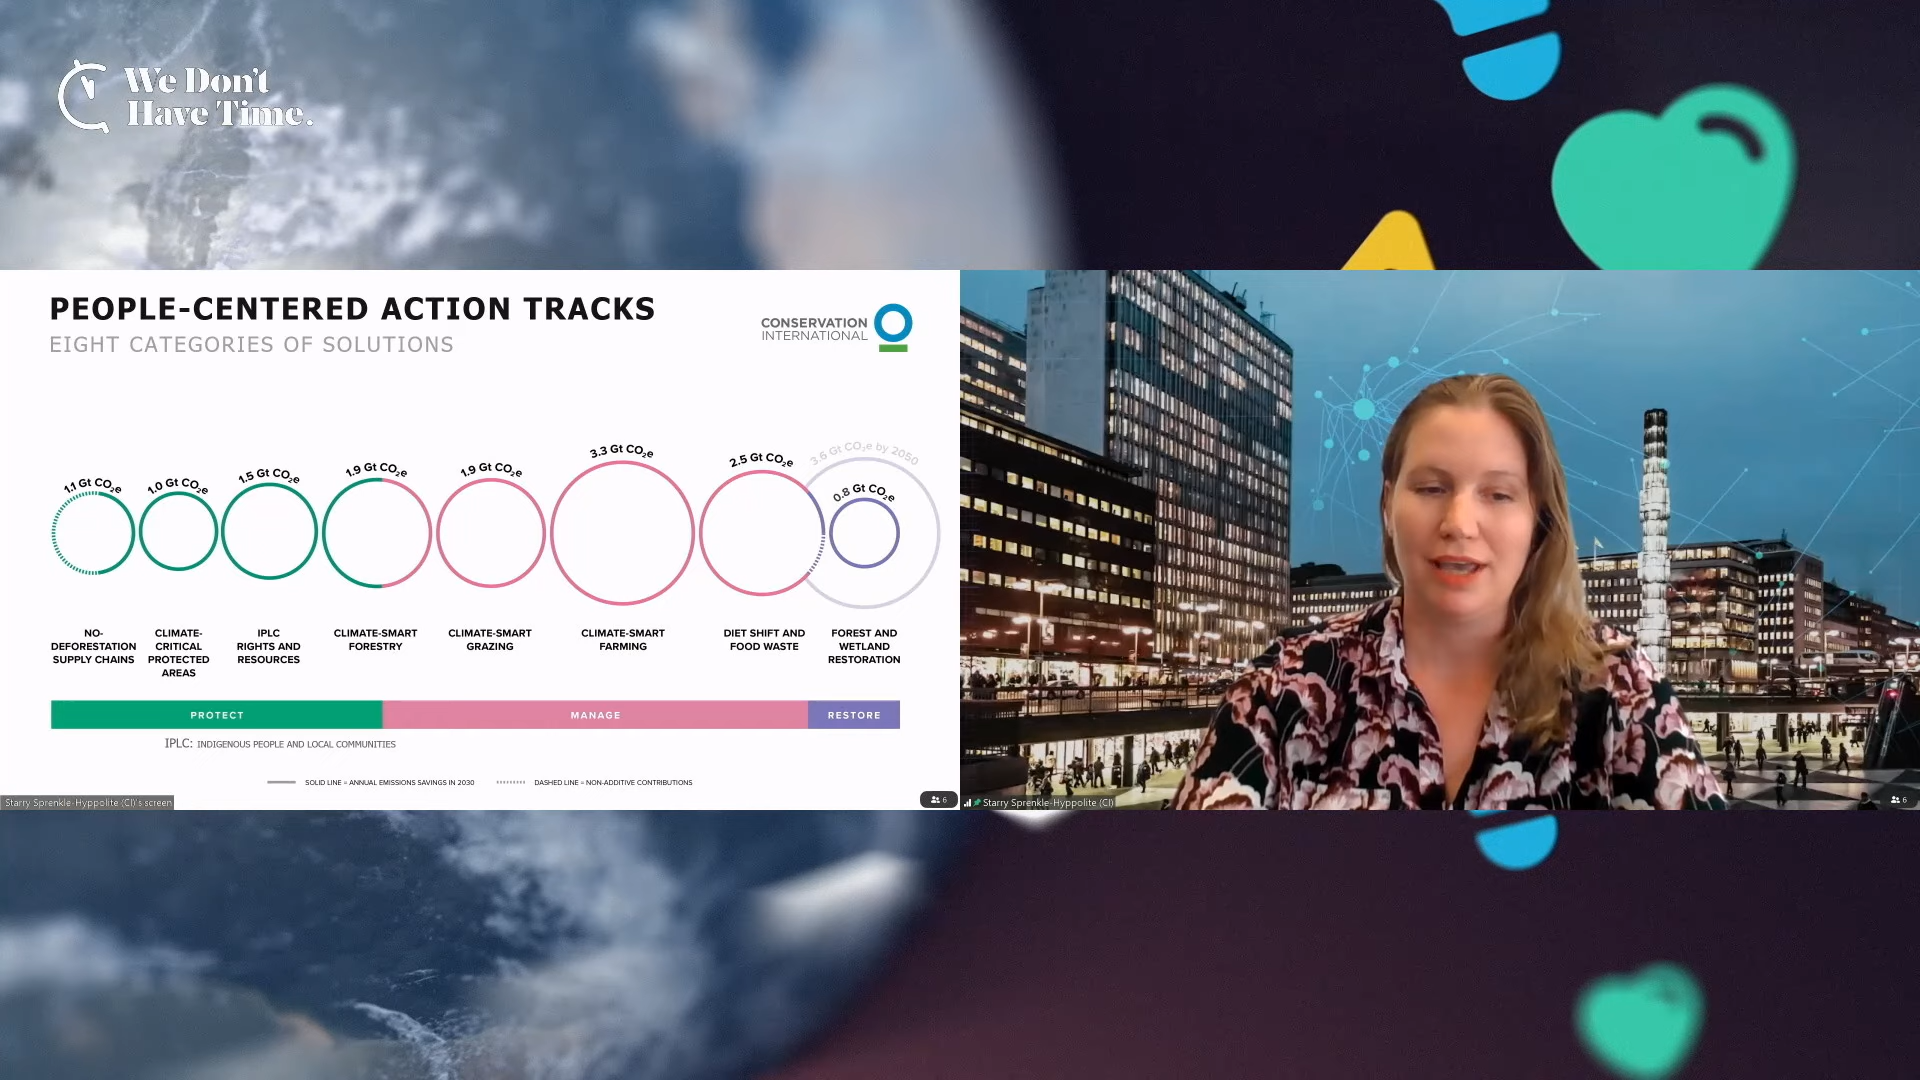 We Don't
Have Time.
PEOPLE-CENTERED ACTION TRACKS
EIGHT CATEGORIES OF SOLUTIONS
CONSERVATION
INTERNATIONAL
1.1 Gt CO₂e
1.0 Gt CO₂e
1.5 Gt CO₂e
1.9 Gt CO₂e
1.9 Gt CO₂e
3.3 Gt CO₂e
2.5 Gt CO₂e
3.6 Gt CO₂e by 2050
0.8 Gt CO₂e
NO-
DEFORESTATION
SUPPLY CHAINS
CLIMATE-
CRITICAL
PROTECTED
AREAS
IPLC
RIGHTS AND
RESOURCES
CLIMATE-SMART
FORESTRY
CLIMATE-SMART
GRAZING
CLIMATE-SMART
FARMING
DIET SHIFT AND
FOOD WASTE
FOREST AND
WETLAND
RESTORATION
PROTECT
MANAGE
RESTORE
IPLC: INDIGENOUS PEOPLE AND LOCAL COMMUNITIES
SOLID LINE = ANNUAL EMISSIONS SAVINGS IN 2030
DASHED LINE = NON-ADDITIVE CONTRIBUTIONS
Starry Sprenkle-Hyppolite (CI)'s screen
6
Starry Sprenkle-Hyppolite (CI)
6